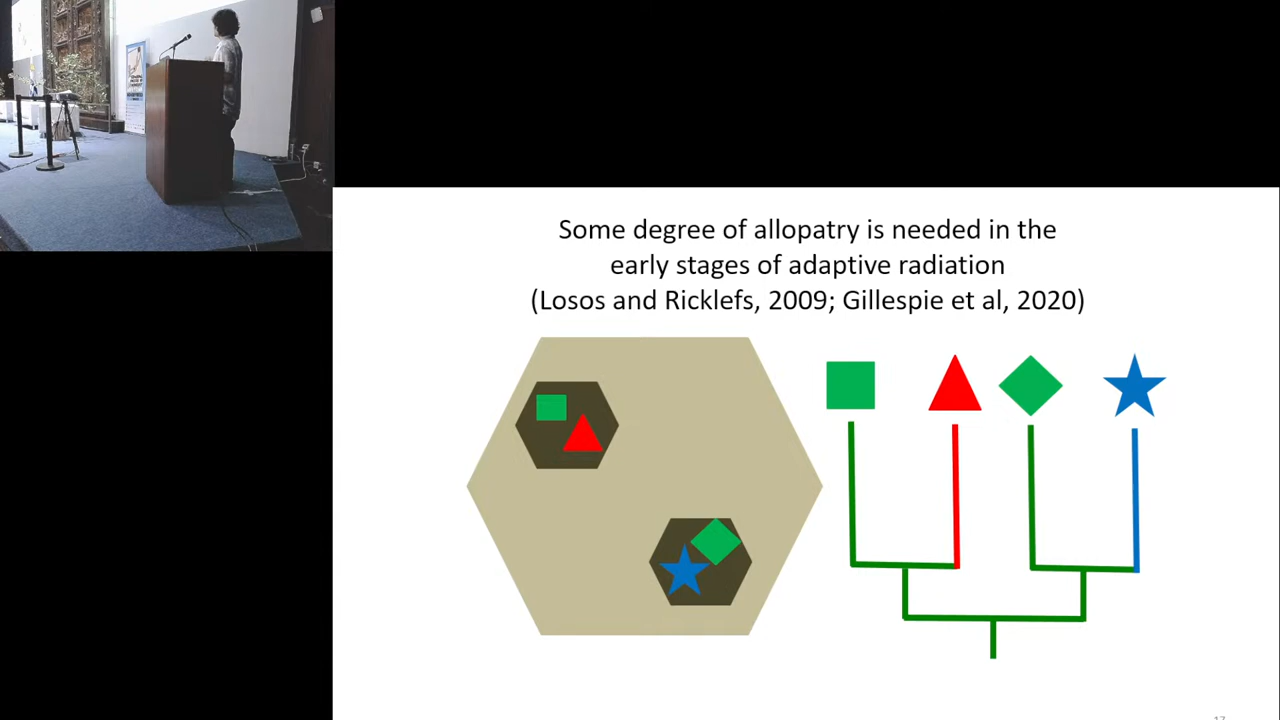 Some degree of allopatry is needed in the
early stages of adaptive radiation
(Losos and Ricklefs, 2009; Gillespie et al, 2020)
17